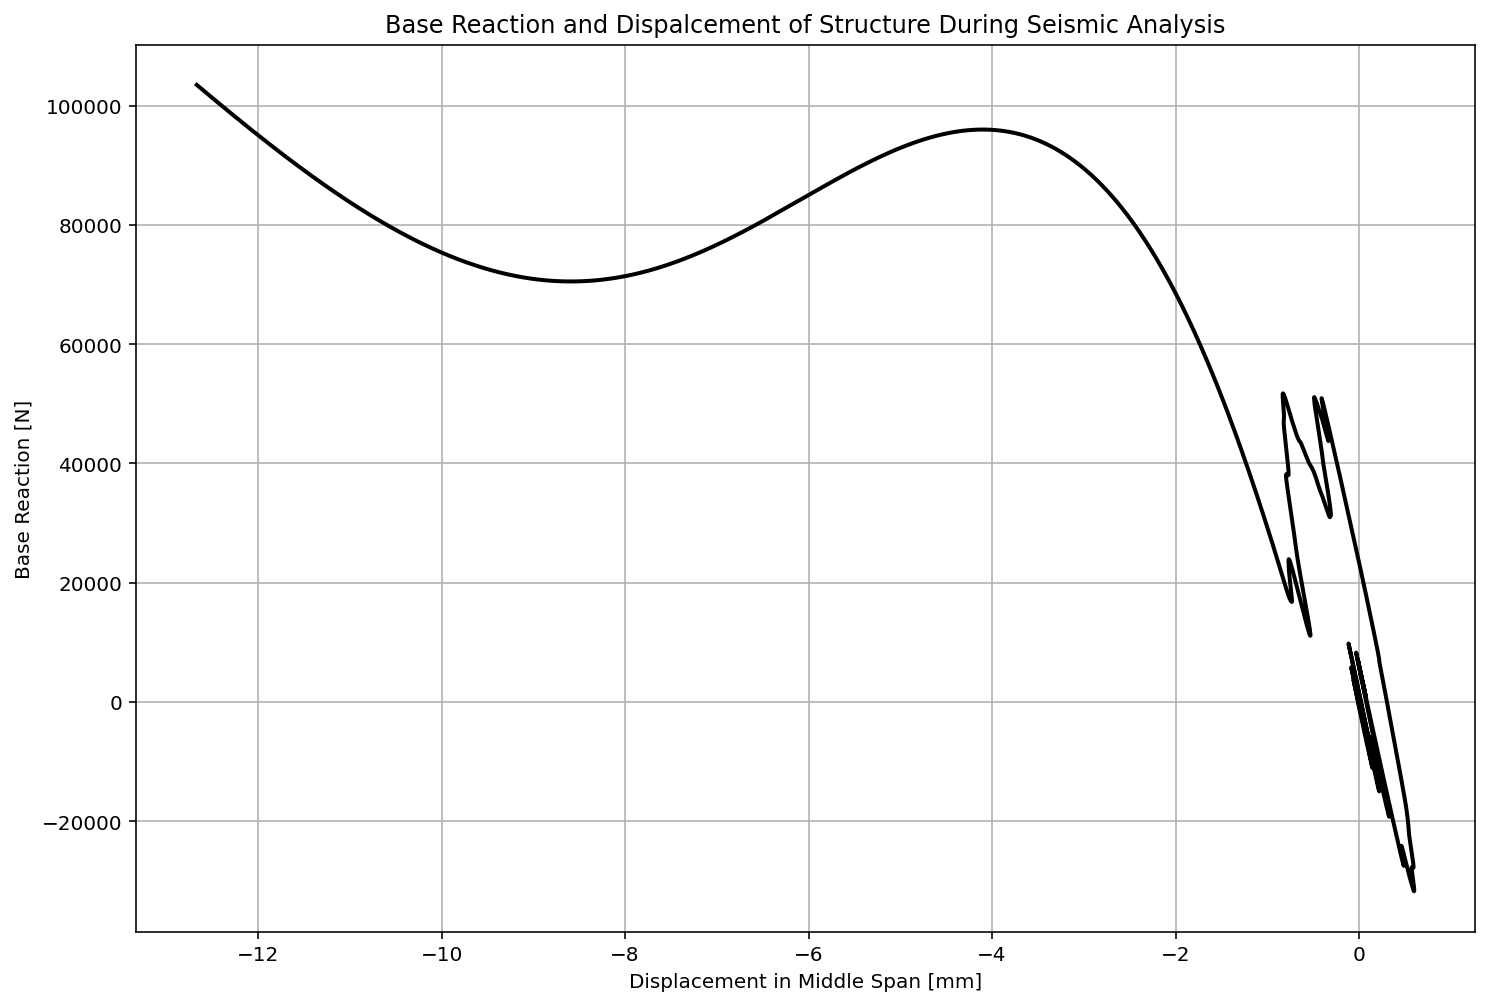 Base Reaction and Dispalcement of Structure During Seismic Analysis
100000
80000
60000
40000
20000
0
−20000
Base Reaction [N]
−12 −10 −8 −6 −4 −2 0
Displacement in Middle Span [mm]